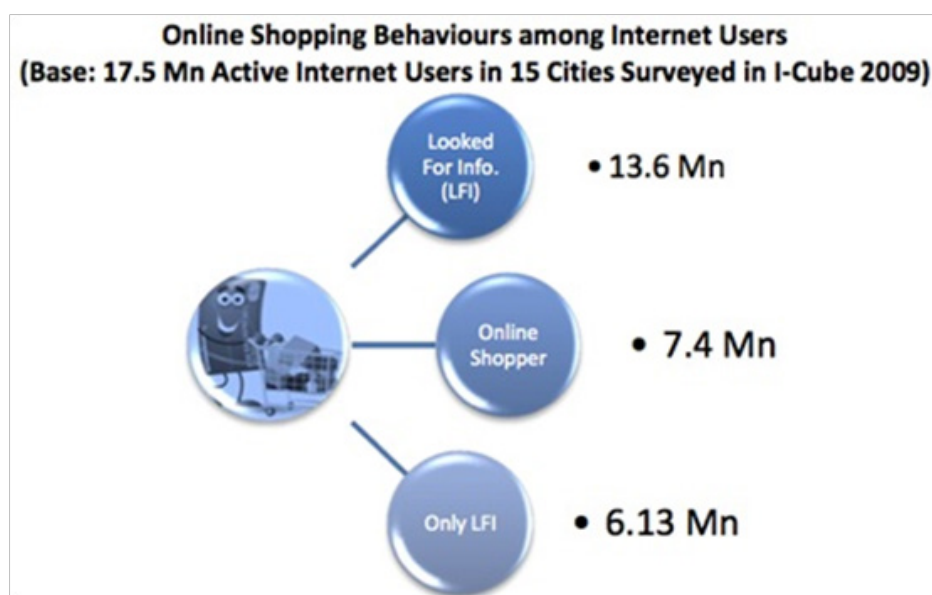 Online Shopping Behaviours among Internet Users
(Base: 17.5 Mn Active Internet Users in 15 Cities Surveyed in I-Cube 2009)
Looked
For Info.
(LFI)
• 13.6 Mn
Online
Shopper
• 7.4 Mn
Only LFI
• 6.13 Mn